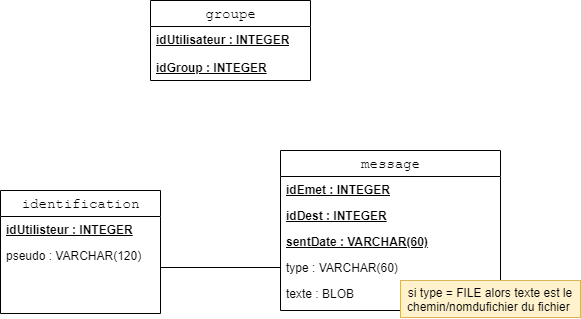 groupe
idUtilisateur : INTEGER
idGroup : INTEGER
message
idEmet : INTEGER
idDest : INTEGER
sentDate : VARCHAR(60)
type : VARCHAR(60)
texte : BLOB
identification
idUtilisteur : INTEGER
pseudo : VARCHAR(120)
si type = FILE alors texte est le
chemin/nomdufichier du fichier